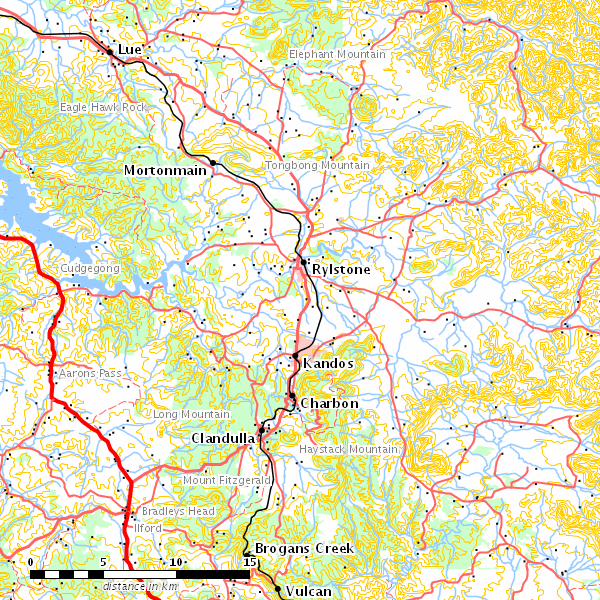 Lue
Elephant Mountain
Eagle Hawk Rock
Mortonmain
Tongbong Mountain
Cudgegong
Rylstone
Kandos
Aarons Pass
Charbon
Long Mountain
Clandulla
Haystack Mountain
Mount Fitzgerald
Bradleys Head
Ilford
Brogans Creek
0 5 10 15
distance in km
Vulcan